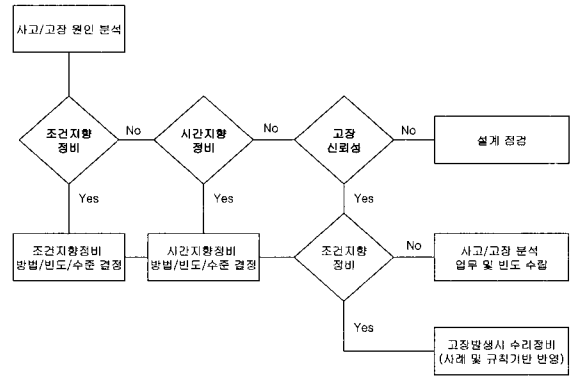 사고/고장 원인 분석
조건지향
정비
No
시간지향
정비
No
고장
신뢰성
No
설계 점검
Yes
Yes
Yes
조건지향정비
방법/빈도/수준 결정
시간지향정비
방법/빈도/수준 결정
조건지향
정비
No
사고/고장 분석
업무 및 빈도 수립
Yes
고장발생시 수리정비
(사례 및 규칙기반 반영)